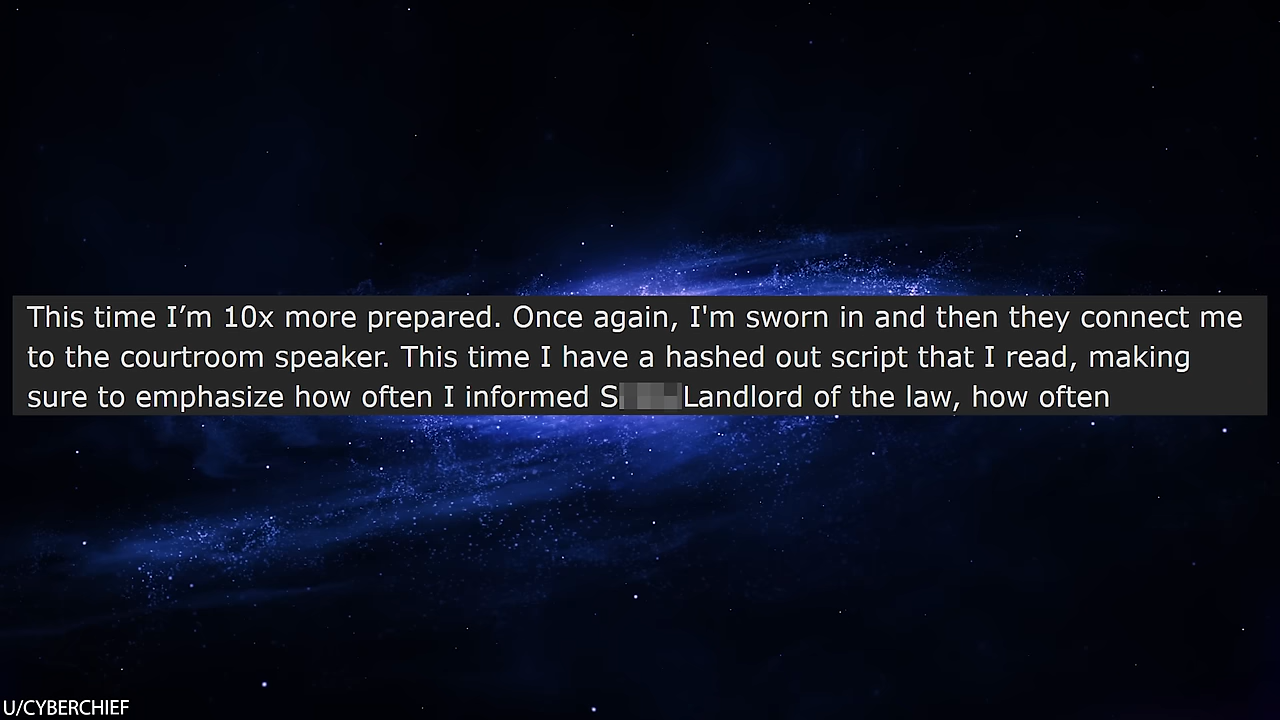 This time I’m 10x more prepared. Once again, I'm sworn in and then they connect me
to the courtroom speaker. This time I have a hashed out script that I read, making
sure to emphasize how often I informed Landlord of the law, how often
U/CYBERCHIEF